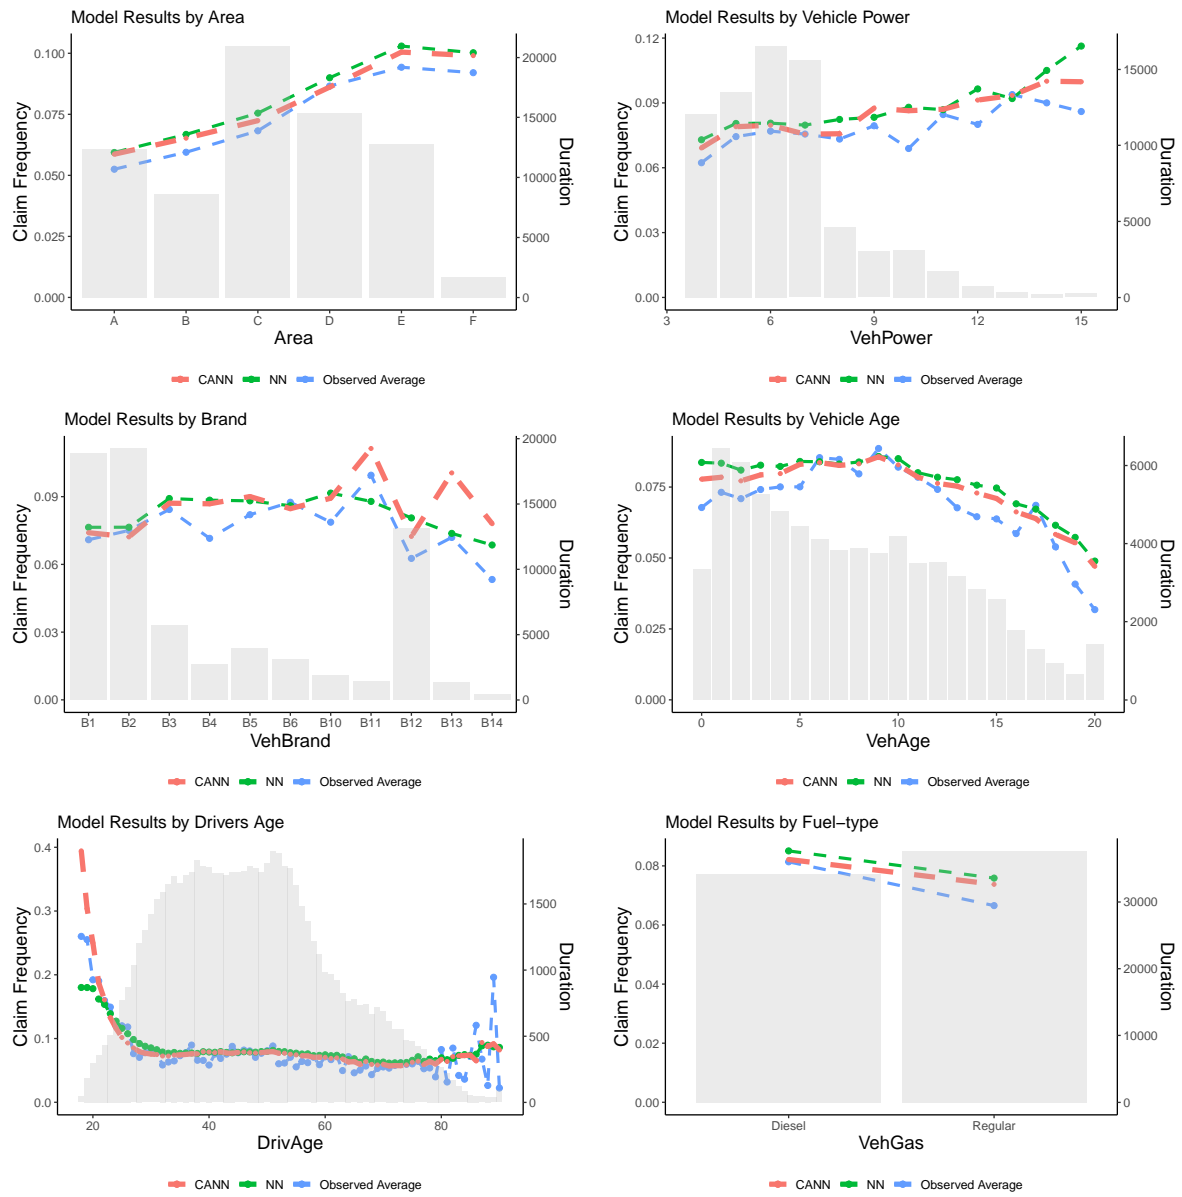 Model Results by Area
Claim Frequency
0.100
0.075
0.050
0.025
0.000
20000
15000
10000
5000
0
Duration
A B C D E F
Area
CANN NN Observed Average
Model Results by Vehicle Power
Claim Frequency
0.12
0.09
0.06
0.03
0.00
15000
10000
5000
0
Duration
3 6 9 12 15
VehPower
CANN NN Observed Average
Model Results by Brand
Claim Frequency
0.09
0.06
0.03
0.00
20000
15000
10000
5000
0
Duration
B1 B2 B3 B4 B5 B6 B10 B11 B12 B13 B14
VehBrand
CANN NN Observed Average
Model Results by Vehicle Age
Claim Frequency
0.075
0.050
0.025
0.000
6000
4000
2000
0
Duration
0 5 10 15 20
VehAge
CANN NN Observed Average
Model Results by Drivers Age
Claim Frequency
0.4
0.3
0.2
0.1
0.0
1500
1000
500
0
Duration
20 40 60 80
DrivAge
CANN NN Observed Average
Model Results by Fuel−type
Claim Frequency
0.08
0.06
0.04
0.02
0.00
30000
20000
10000
0
Duration
Diesel Regular
VehGas
CANN NN Observed Average